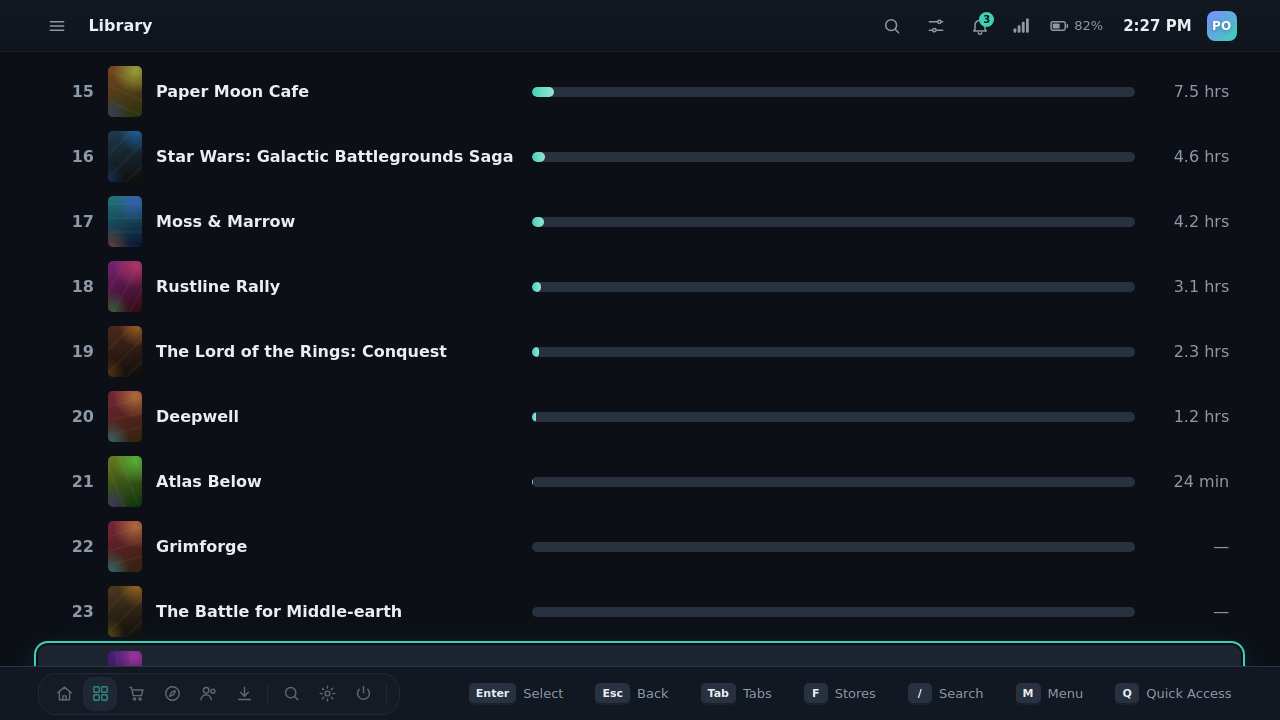 Library
3
82%
2:27 PM
PO
15 Paper Moon Cafe 7.5 hrs
16 Star Wars: Galactic Battlegrounds Saga 4.6 hrs
17 Moss & Marrow 4.2 hrs
18 Rustline Rally 3.1 hrs
19 The Lord of the Rings: Conquest 2.3 hrs
20 Deepwell 1.2 hrs
21 Atlas Below 24 min
22 Grimforge —
23 The Battle for Middle-earth —
Enter Select Esc Back Tab Tabs F Stores / Search M Menu Q Quick Access